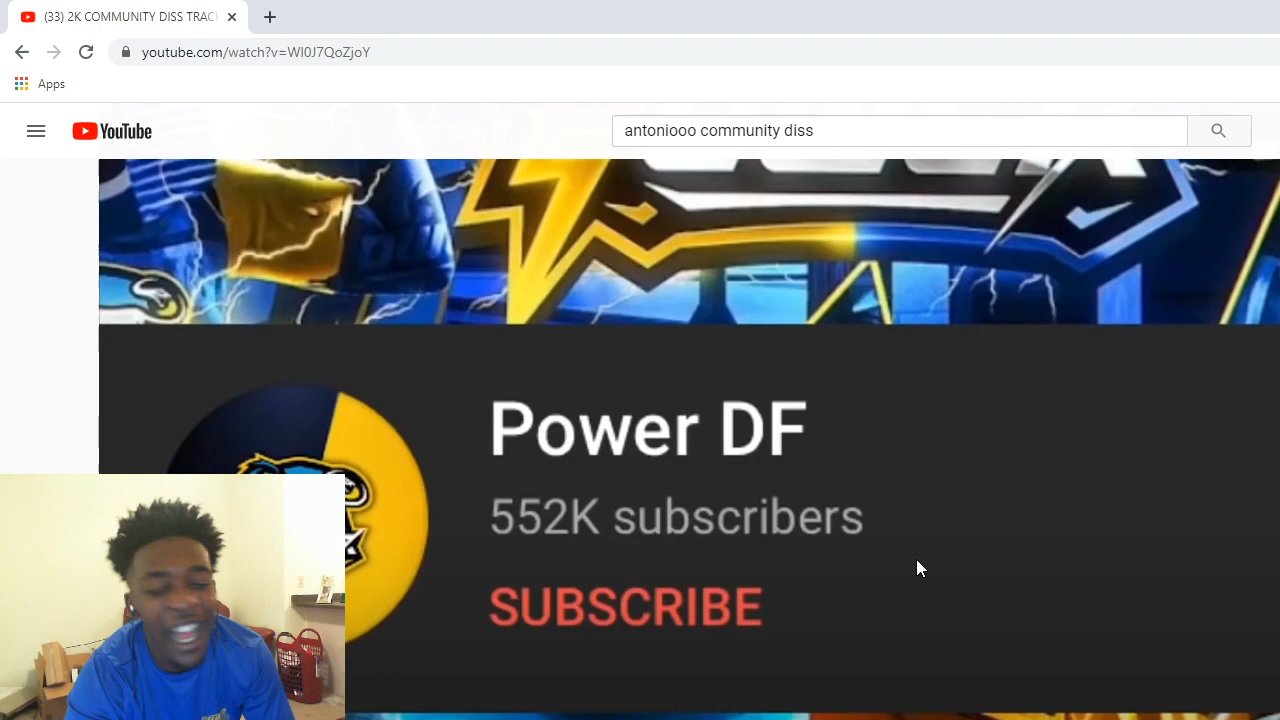 (33) 2K COMMUNITY DISS TRAC
youtube.com/watch?v=WI0J7QoZjoY
Apps
YouTube
antoniooo community diss
Power DF
552K subscribers
SUBSCRIBE